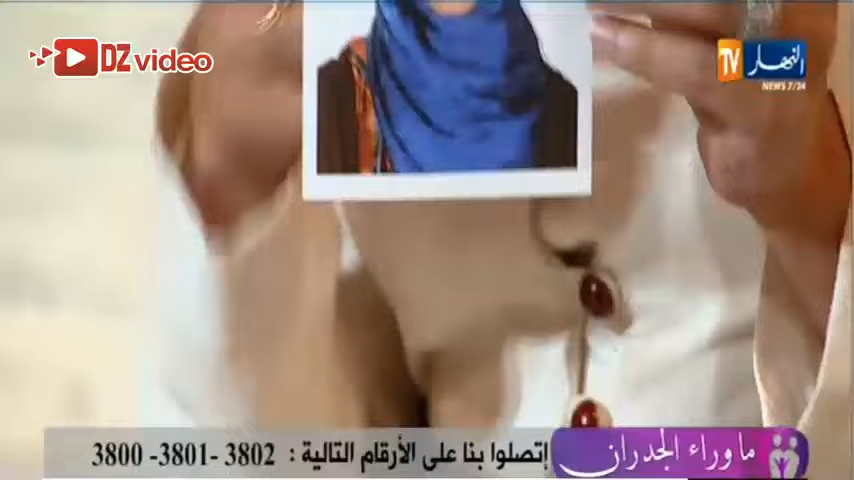 DZvideo
TV النهار
NEWS 7/24
ما وراء الجدران
إتصلوا بنا على الأرقام التالية : 3802 -3801- 3800